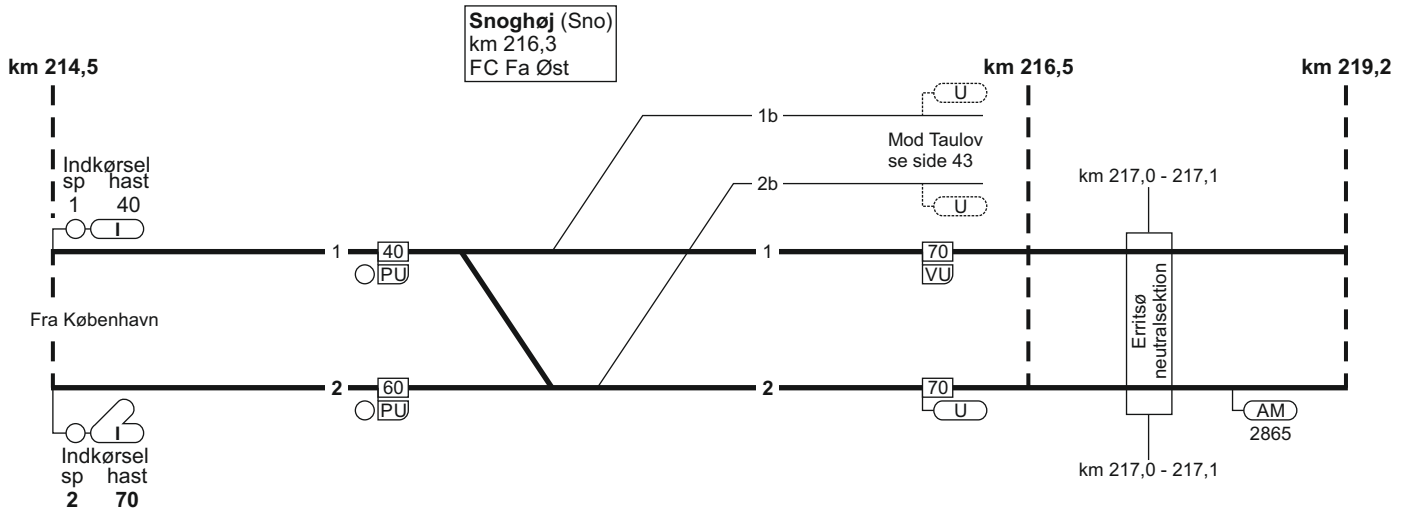 Snoghøj (Sno)
km 216,3
FC Fa Øst
km 214,5
km 216,5
km 219,2
Indkørsel
sp hast
1 40
I
1b
U
Mod Taulov
se side 43
2b
U
km 217,0 - 217,1
1
40
PU
1
70
VU
Fra København
Erritsø
neutralsektion
2
60
PU
2
70
U
AM
2865
I
Indkørsel
sp hast
2 70
km 217,0 - 217,1